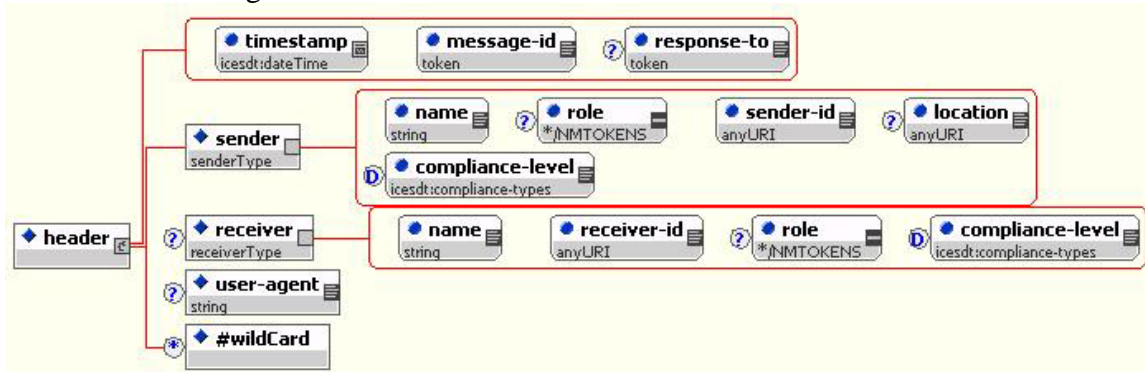 timestamp message-id ? response-to
icesdt:dateTime token token
name ? role sender-id ? location
string */NMTOKENS anyURI anyURI
sender
senderType
D compliance-level
icesdt:compliance-types
header
? receiver
receiverType
name receiver-id ? role D compliance-level
string anyURI */NMTOKENS icesdt:compliance-types
? user-agent
string
* #wildCard